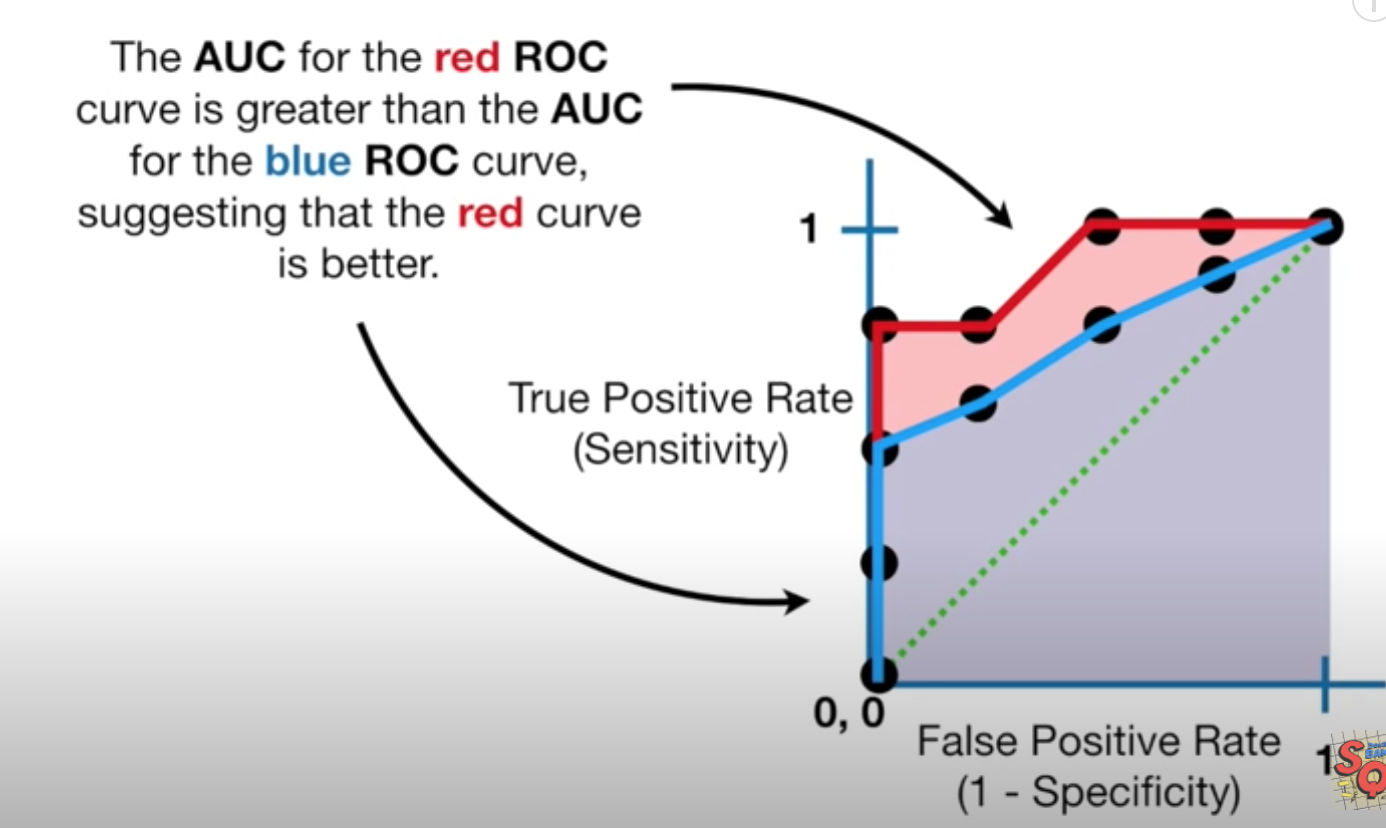 The AUC for the red ROC
curve is greater than the AUC
for the blue ROC curve,
suggesting that the red curve
is better.
1
True Positive Rate
(Sensitivity)
0, 0
False Positive Rate
(1 - Specificity)
1
SQ